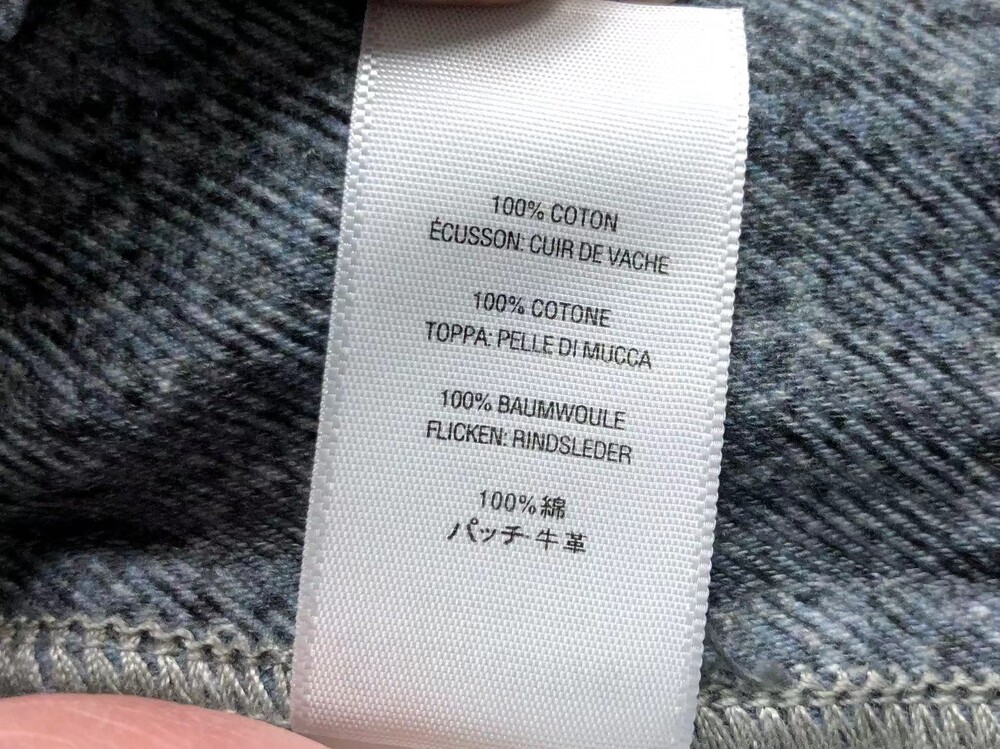 100% COTON
ÉCUSSON: CUIR DE VACHE
100% COTONE
TOPPA: PELLE DI MUCCA
100% BAUMWOULE
FLICKEN: RINDSLEDER
100%綿
パッチ-牛革